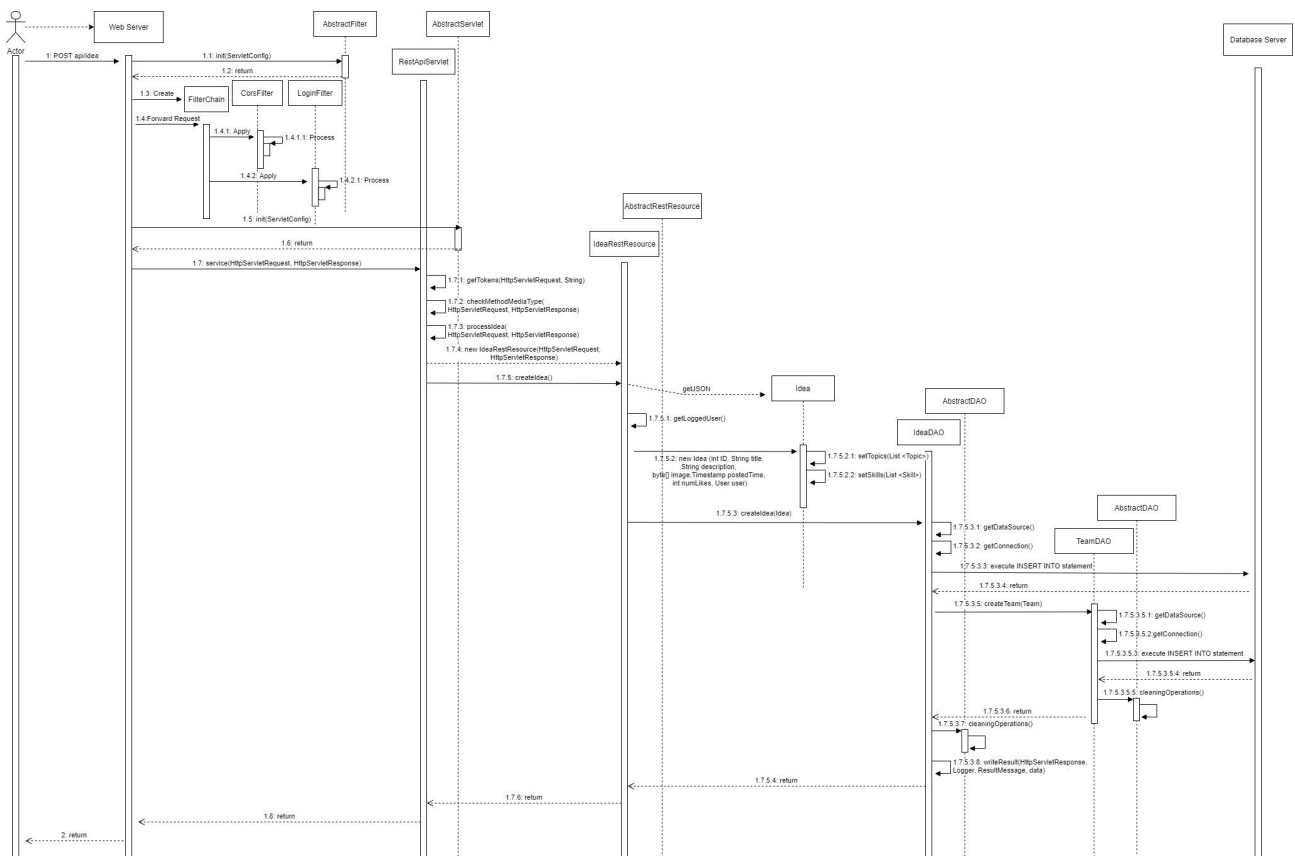 Web Server
AbstractFilter
AbstractServlet
Database Server
Actor
1: POST api/idea
1.1: init(ServletConfig)
RestApiServlet
1.2: return
1.3: Create
FilterChain
CorsFilter
LoginFilter
1.4:Forward Request
1.4.1: Apply
1.4.1.1: Process
1.4.2: Apply
1.4.2.1: Process
AbstractRestResource
1.5: init(ServletConfig)
1.6: return
IdeaRestResource
1.7: service(HttpServletRequest, HttpServletResponse)
1.7.1: getTokens(HttpServletRequest, String)
1.7.2: checkMethodMediaType(
HttpServletRequest, HttpServletResponse)
1.7.3: processIdea(
HttpServletRequest, HttpServletResponse)
1.7.4: new IdeaRestResource(HttpServletRequest,
HttpServletResponse)
1.7.5: createIdea()
getJSON
Idea
AbstractDAO
1.7.5.1: getLoggedUser()
IdeaDAO
1.7.5.2: new Idea (int ID, String title,
String description,
byte[] image,Timestamp postedTime,
int numLikes, User user)
1.7.5.2.1: setTopics(List <Topic>)
1.7.5.2.2: setSkills(List <Skill>)
AbstractDAO
1.7.5.3: createIdea(Idea)
1.7.5.3.1: getDataSource()
TeamDAO
1.7.5.3.2: getConnection()
1.7.5.3.3: execute INSERT INTO statement
1.7.5.3.4: return
1.7.5.3.5: createTeam(Team)
1.7.5.3.5.1: getDataSource()
1.7.5.3.5.2:getConnection()
1.7.5.3.5.3: execute INSERT INTO statement
1.7.5.3.5.4: return
1.7.5.3.5.5: cleaningOperations()
1.7.5.3.6: return
1.7.5.3.7: cleaningOperations()
1.7.5.3.8: writeResult(HttpServletResponse,
Logger, ResultMessage, data)
1.7.5.4: return
1.7.6: return
1.8: return
2: return